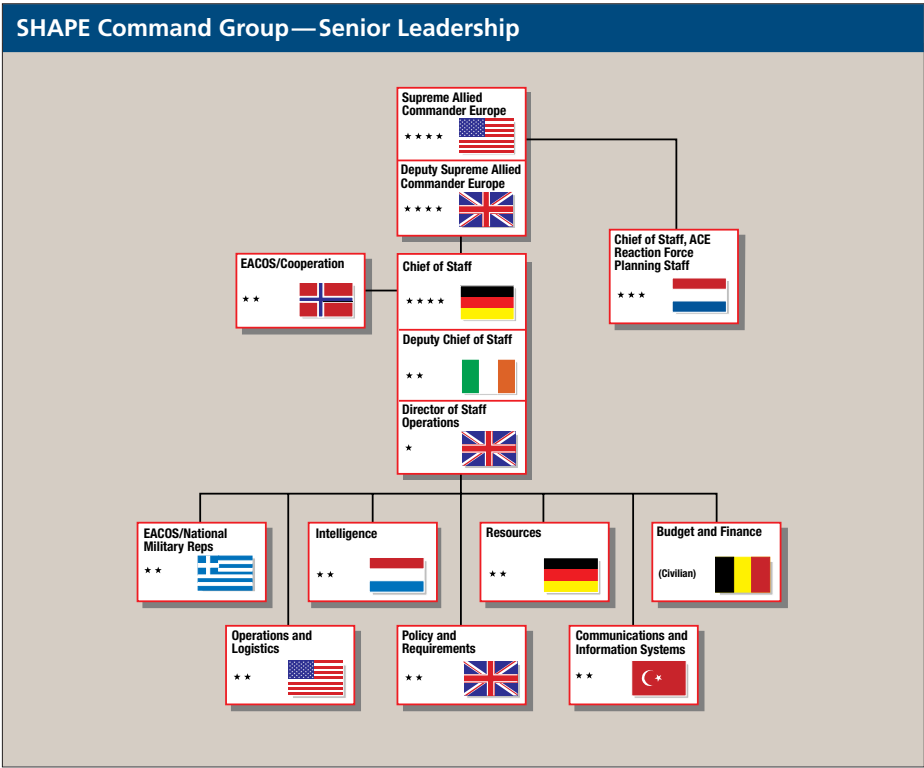 SHAPE Command Group—Senior Leadership
Supreme Allied
Commander Europe
Deputy Supreme Allied
Commander Europe
Chief of Staff, ACE
Reaction Force
Planning Staff
EACOS/Cooperation
Chief of Staff
Deputy Chief of Staff
Director of Staff
Operations
EACOS/National
Military Reps
Intelligence
Resources
Budget and Finance
(Civilian)
Operations and
Logistics
Policy and
Requirements
Communications and
Information Systems